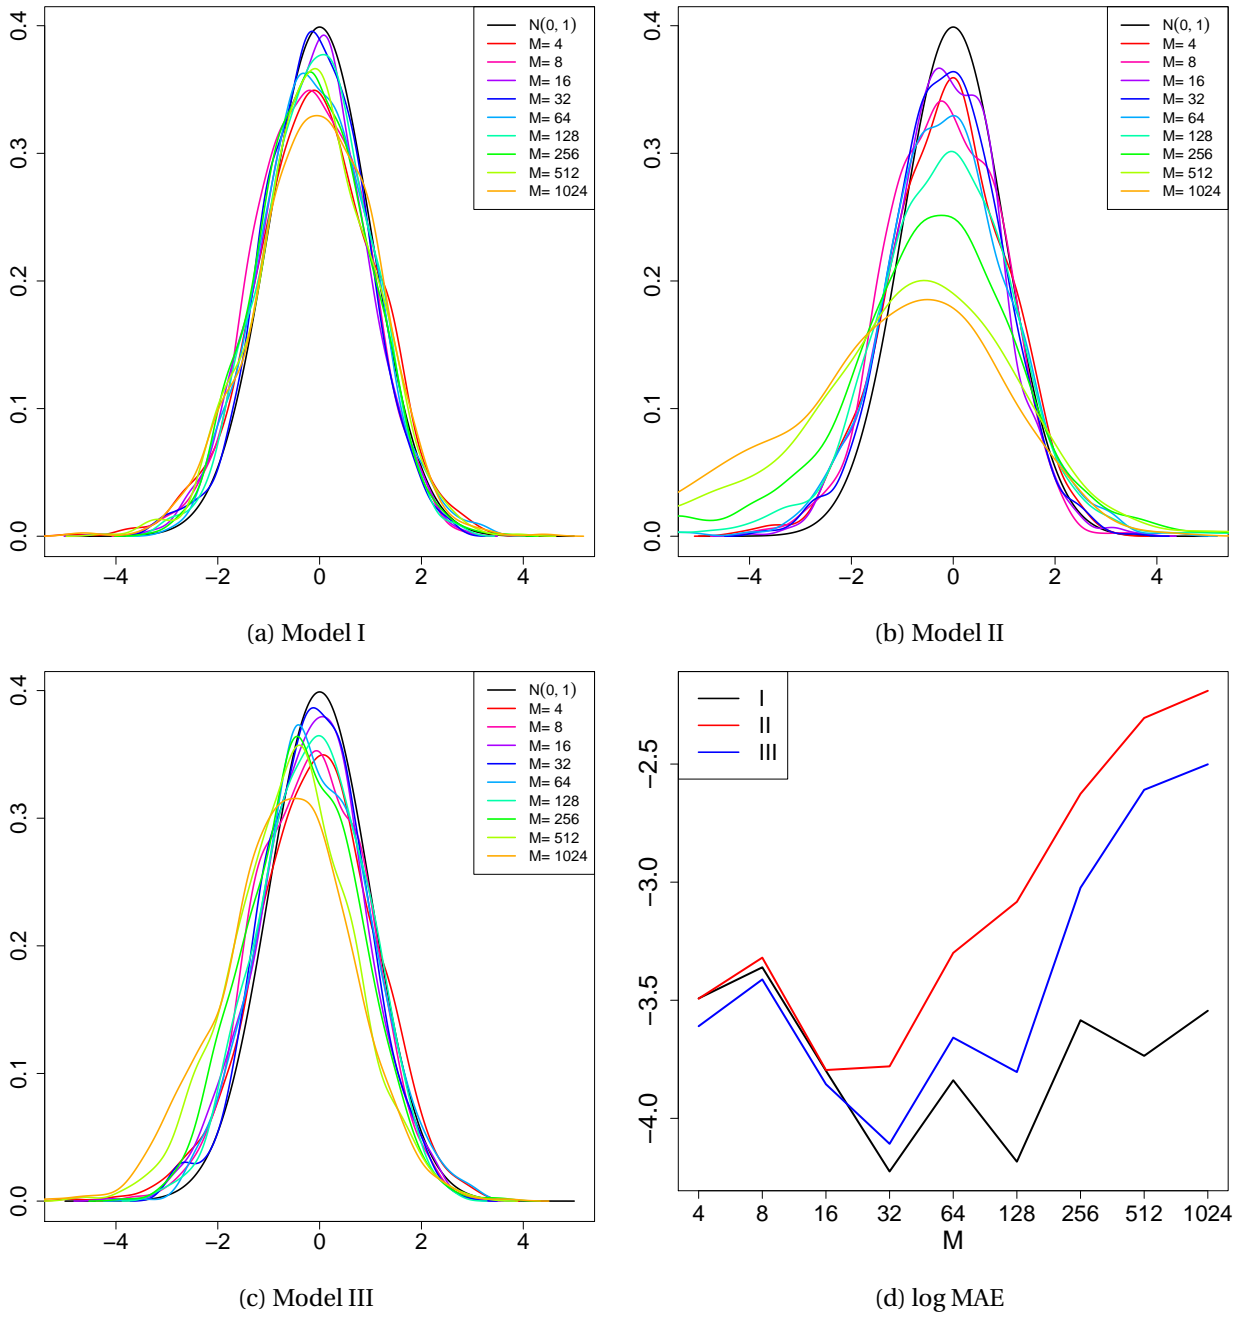 0.0
0.1
0.2
0.3
0.4
−4
−2
0
2
4
N(0, 1)
M= 4
M= 8
M= 16
M= 32
M= 64
M= 128
M= 256
M= 512
M= 1024
(a) Model I
0.0
0.1
0.2
0.3
0.4
−4
−2
0
2
4
N(0, 1)
M= 4
M= 8
M= 16
M= 32
M= 64
M= 128
M= 256
M= 512
M= 1024
(b) Model II
0.0
0.1
0.2
0.3
0.4
−4
−2
0
2
4
N(0, 1)
M= 4
M= 8
M= 16
M= 32
M= 64
M= 128
M= 256
M= 512
M= 1024
(c) Model III
−4.0
−3.5
−3.0
−2.5
I
II
III
4
8
16
32
64
128
256
512
1024
M
(d) log MAE